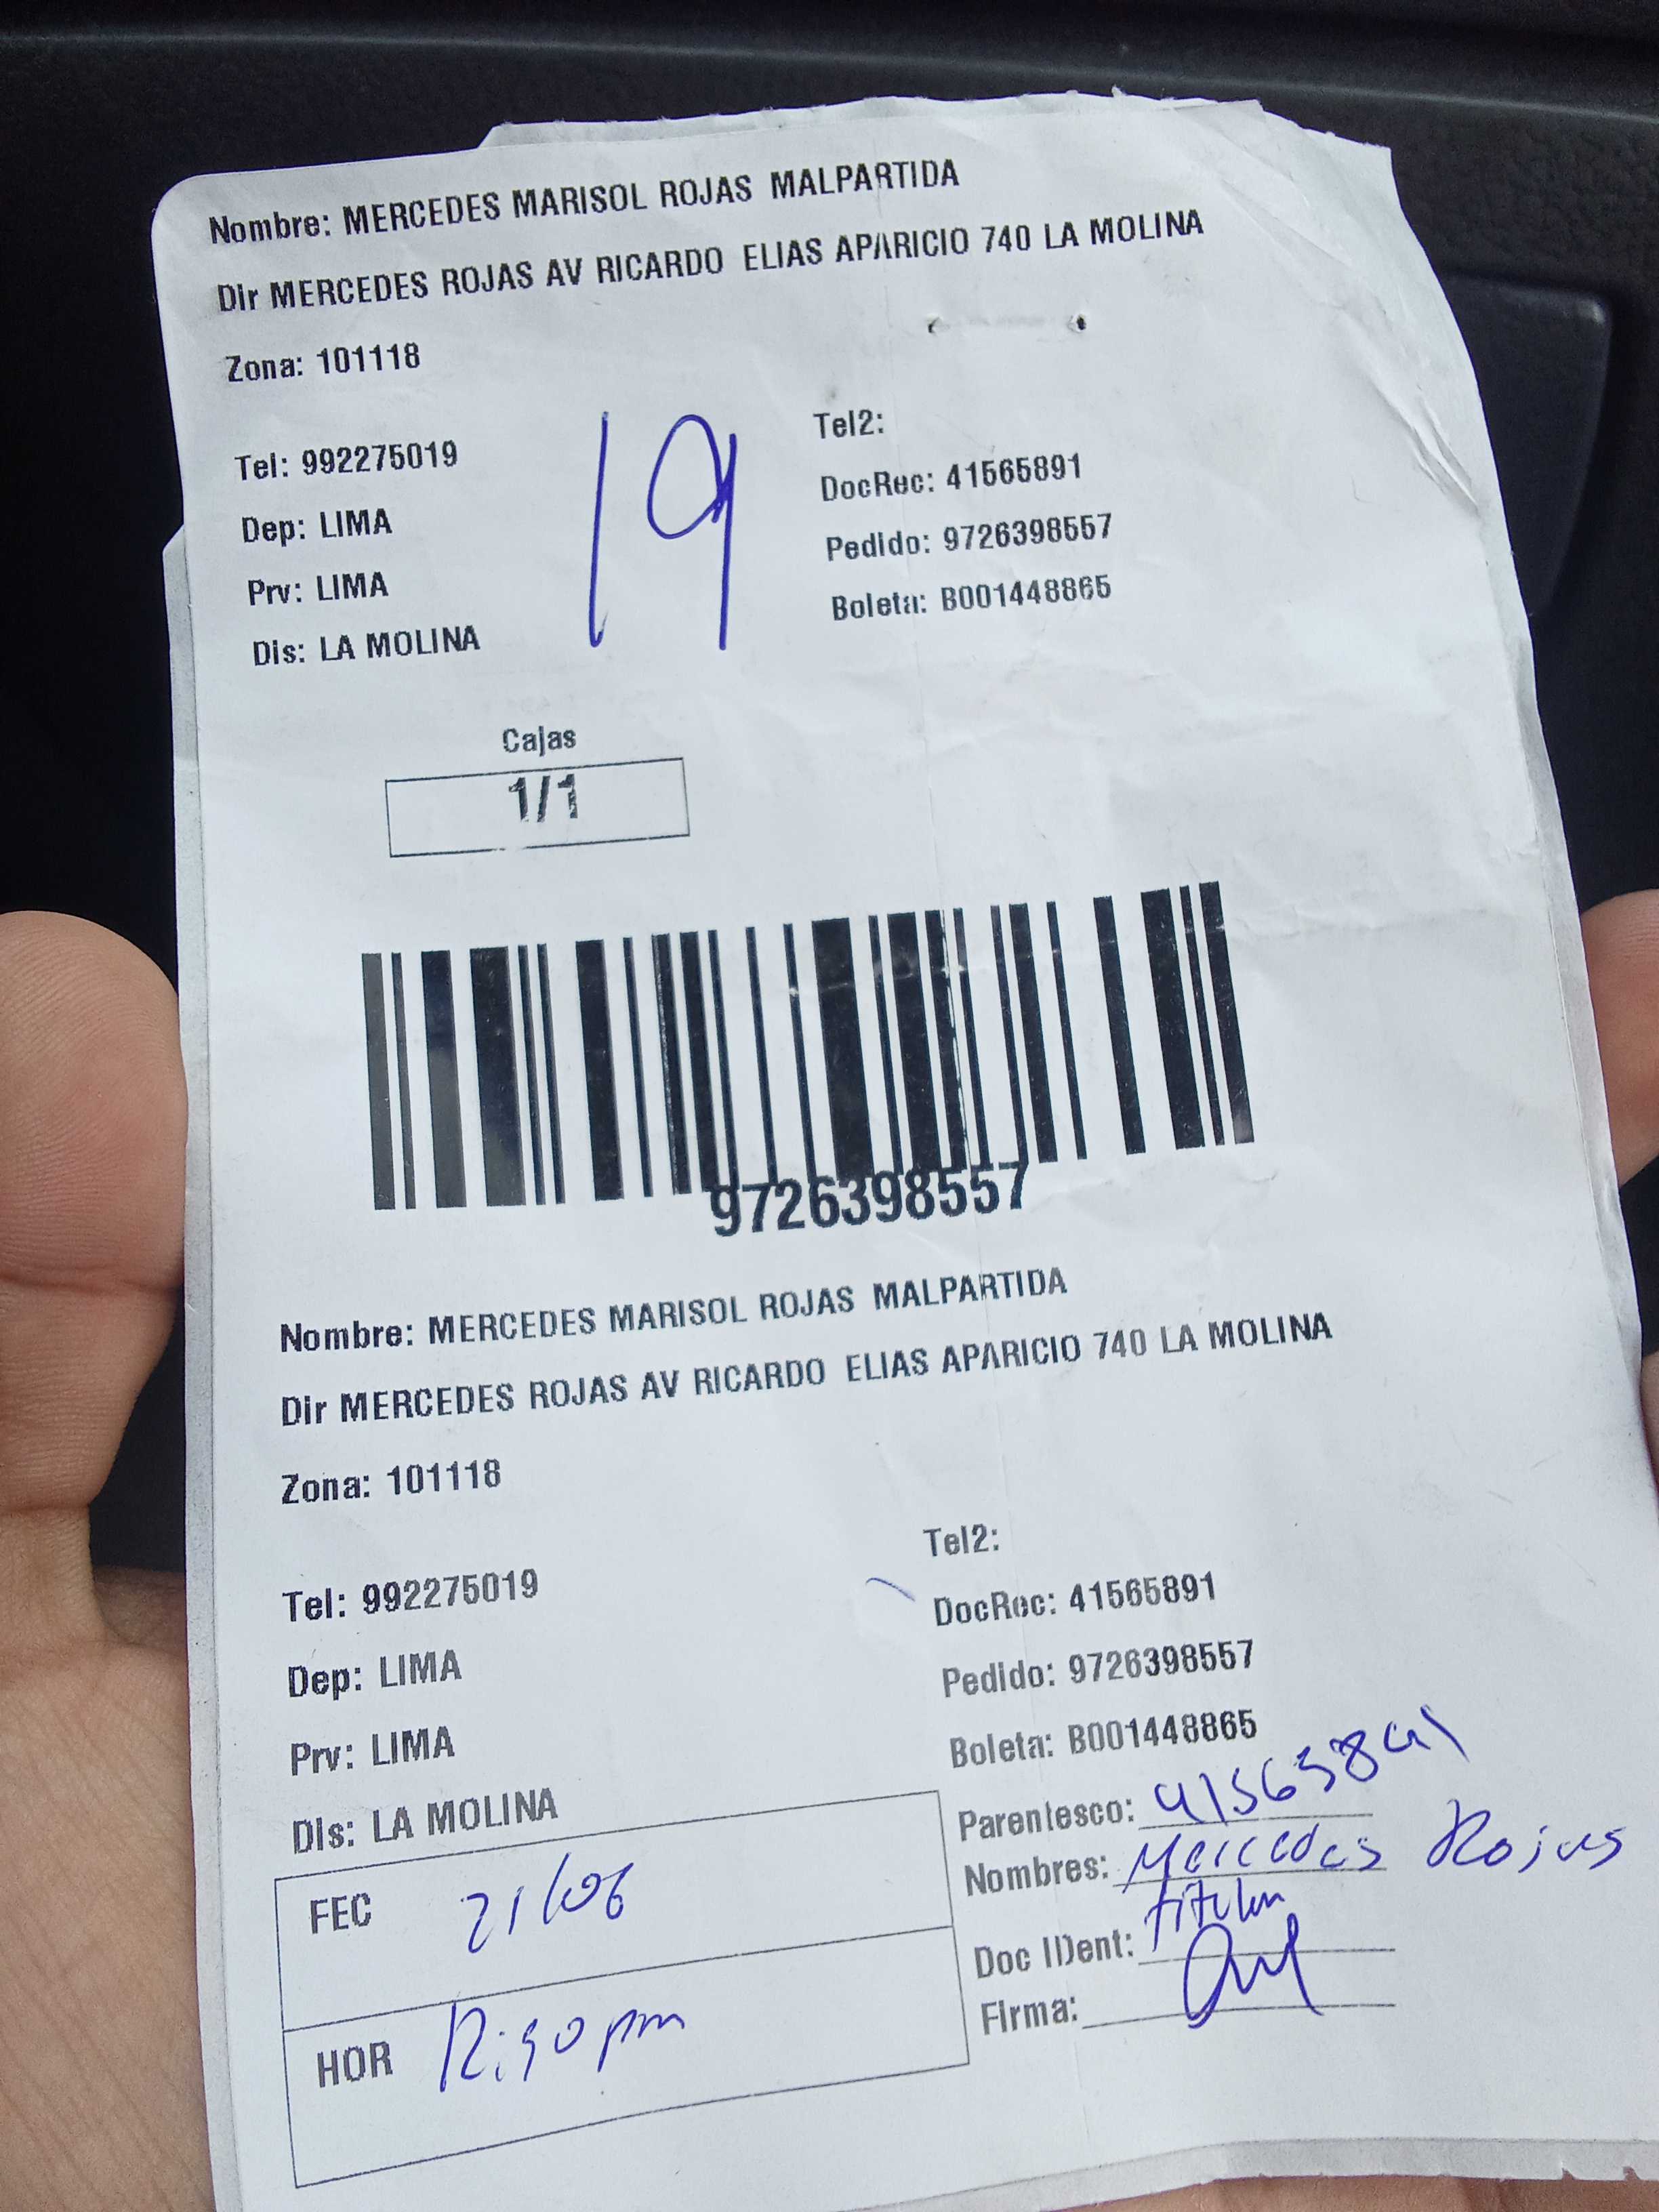 Nombre: MERCEDES MARISOL ROJAS MALPARTIDA
Dir MERCEDES ROJAS AV RICARDO ELIAS APARICIO 740 LA MOLINA
Zona: 101118
Tel2:
Tel: 992275019
DocRec: 41565891
Dep: LIMA
Pedido: 9726398557
Prv: LIMA
Boleta: B001448865
Dis: LA MOLINA
19
Cajas
1/1
9726398557
Nombre: MERCEDES MARISOL ROJAS MALPARTIDA
Dir MERCEDES ROJAS AV RICARDO ELIAS APARICIO 740 LA MOLINA
Zona: 101118
Tel2:
Tel: 992275019
DocRec: 41565891
Dep: LIMA
Pedido: 9726398557
Prv: LIMA
Boleta: B001448865
Dis: LA MOLINA
Parentesco:
Nombres: Mercedes Rojas
FEC 21/06
titular
Doc IDent:
Firma:
HOR